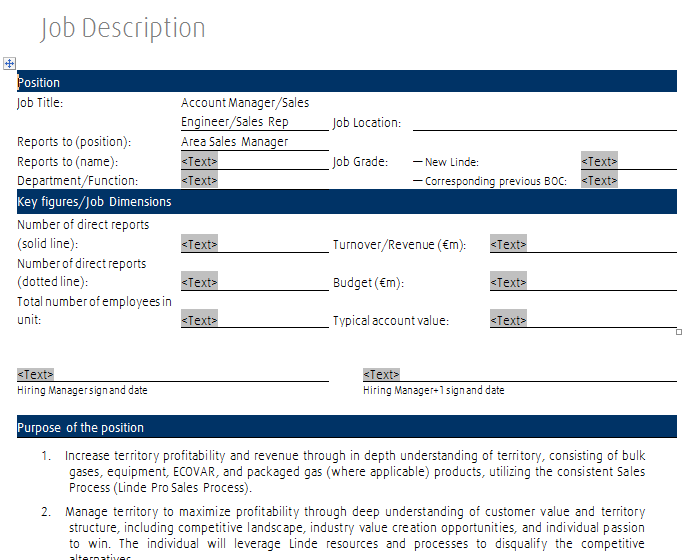 Job Description
Position
Job Title: Account Manager/Sales
Engineer/Sales Rep Job Location:
Reports to (position): Area Sales Manager
Reports to (name): <Text> Job Grade: — New Linde: <Text>
Department/Function: <Text> — Corresponding previous BOC: <Text>
Key figures/Job Dimensions
Number of direct reports
(solid line): <Text> Turnover/Revenue (€m): <Text>
Number of direct reports
(dotted line): <Text> Budget (€m): <Text>
Total number of employees in
unit: <Text> Typical account value: <Text>
<Text> <Text>
Hiring Manager sign and date Hiring Manager+1 sign and date
Purpose of the position
1. Increase territory profitability and revenue through in depth understanding of territory, consisting of bulk
gases, equipment, ECOVAR, and packaged gas (where applicable) products, utilizing the consistent Sales
Process (Linde Pro Sales Process).
2. Manage territory to maximize profitability through deep understanding of customer value and territory
structure, including competitive landscape, industry value creation opportunities, and individual passion
to win. The individual will leverage Linde resources and processes to disqualify the competitive
alternatives